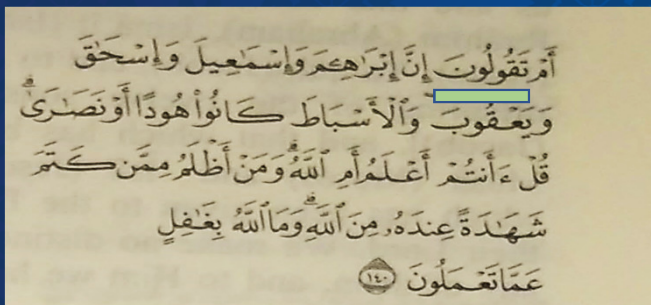 أَمْ تَقُولُونَ إِنَّ إِبْرَٰهِـۧمَ وَإِسْمَـٰعِيلَ وَإِسْحَـٰقَ
وَيَعْقُوبَ وَٱلْأَسْبَاطَ كَانُوا۟ هُودًا أَوْ نَصَـٰرَىٰ ۗ
قُلْ ءَأَنتُمْ أَعْلَمُ أَمِ ٱللَّهُ ۗ وَمَنْ أَظْلَمُ مِمَّن كَتَمَ
شَهَـٰدَةً عِندَهُۥ مِنَ ٱللَّهِ ۗ وَمَا ٱللَّهُ بِغَـٰفِلٍ
عَمَّا تَعْمَلُونَ ١٤٠